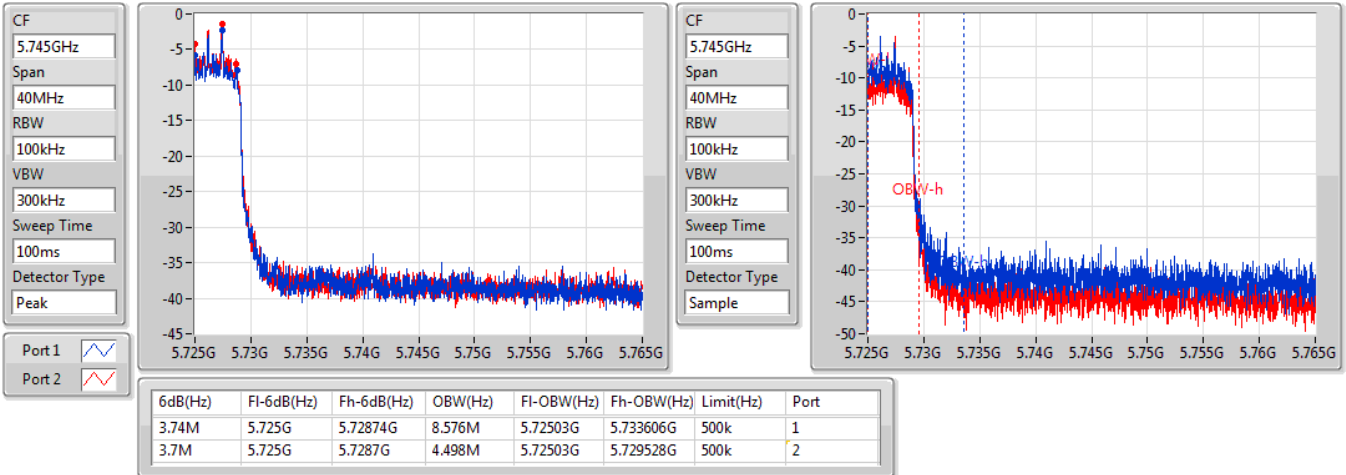 CF
5.745GHz
Span
40MHz
RBW
100kHz
VBW
300kHz
Sweep Time
100ms
Detector Type
Peak
Port 1
Port 2
0-
-5-
-10-
-15-
-20-
-25-
-30-
-35-
-40-
-45-
5.725G 5.73G 5.735G 5.74G 5.745G 5.75G 5.755G 5.76G 5.765G
CF
5.745GHz
Span
40MHz
RBW
100kHz
VBW
300kHz
Sweep Time
100ms
Detector Type
Sample
0-
-5-
-10-
-15-
-20-
-25-
-30-
-35-
-40-
-45-
-50-
OBW-h
5.725G 5.73G 5.735G 5.74G 5.745G 5.75G 5.755G 5.76G 5.765G
6dB(Hz) Fl-6dB(Hz) Fh-6dB(Hz) OBW(Hz) Fl-OBW(Hz) Fh-OBW(Hz) Limit(Hz) Port
3.74M 5.725G 5.72874G 8.576M 5.72503G 5.733606G 500k 1
3.7M 5.725G 5.7287G 4.498M 5.72503G 5.729528G 500k 2